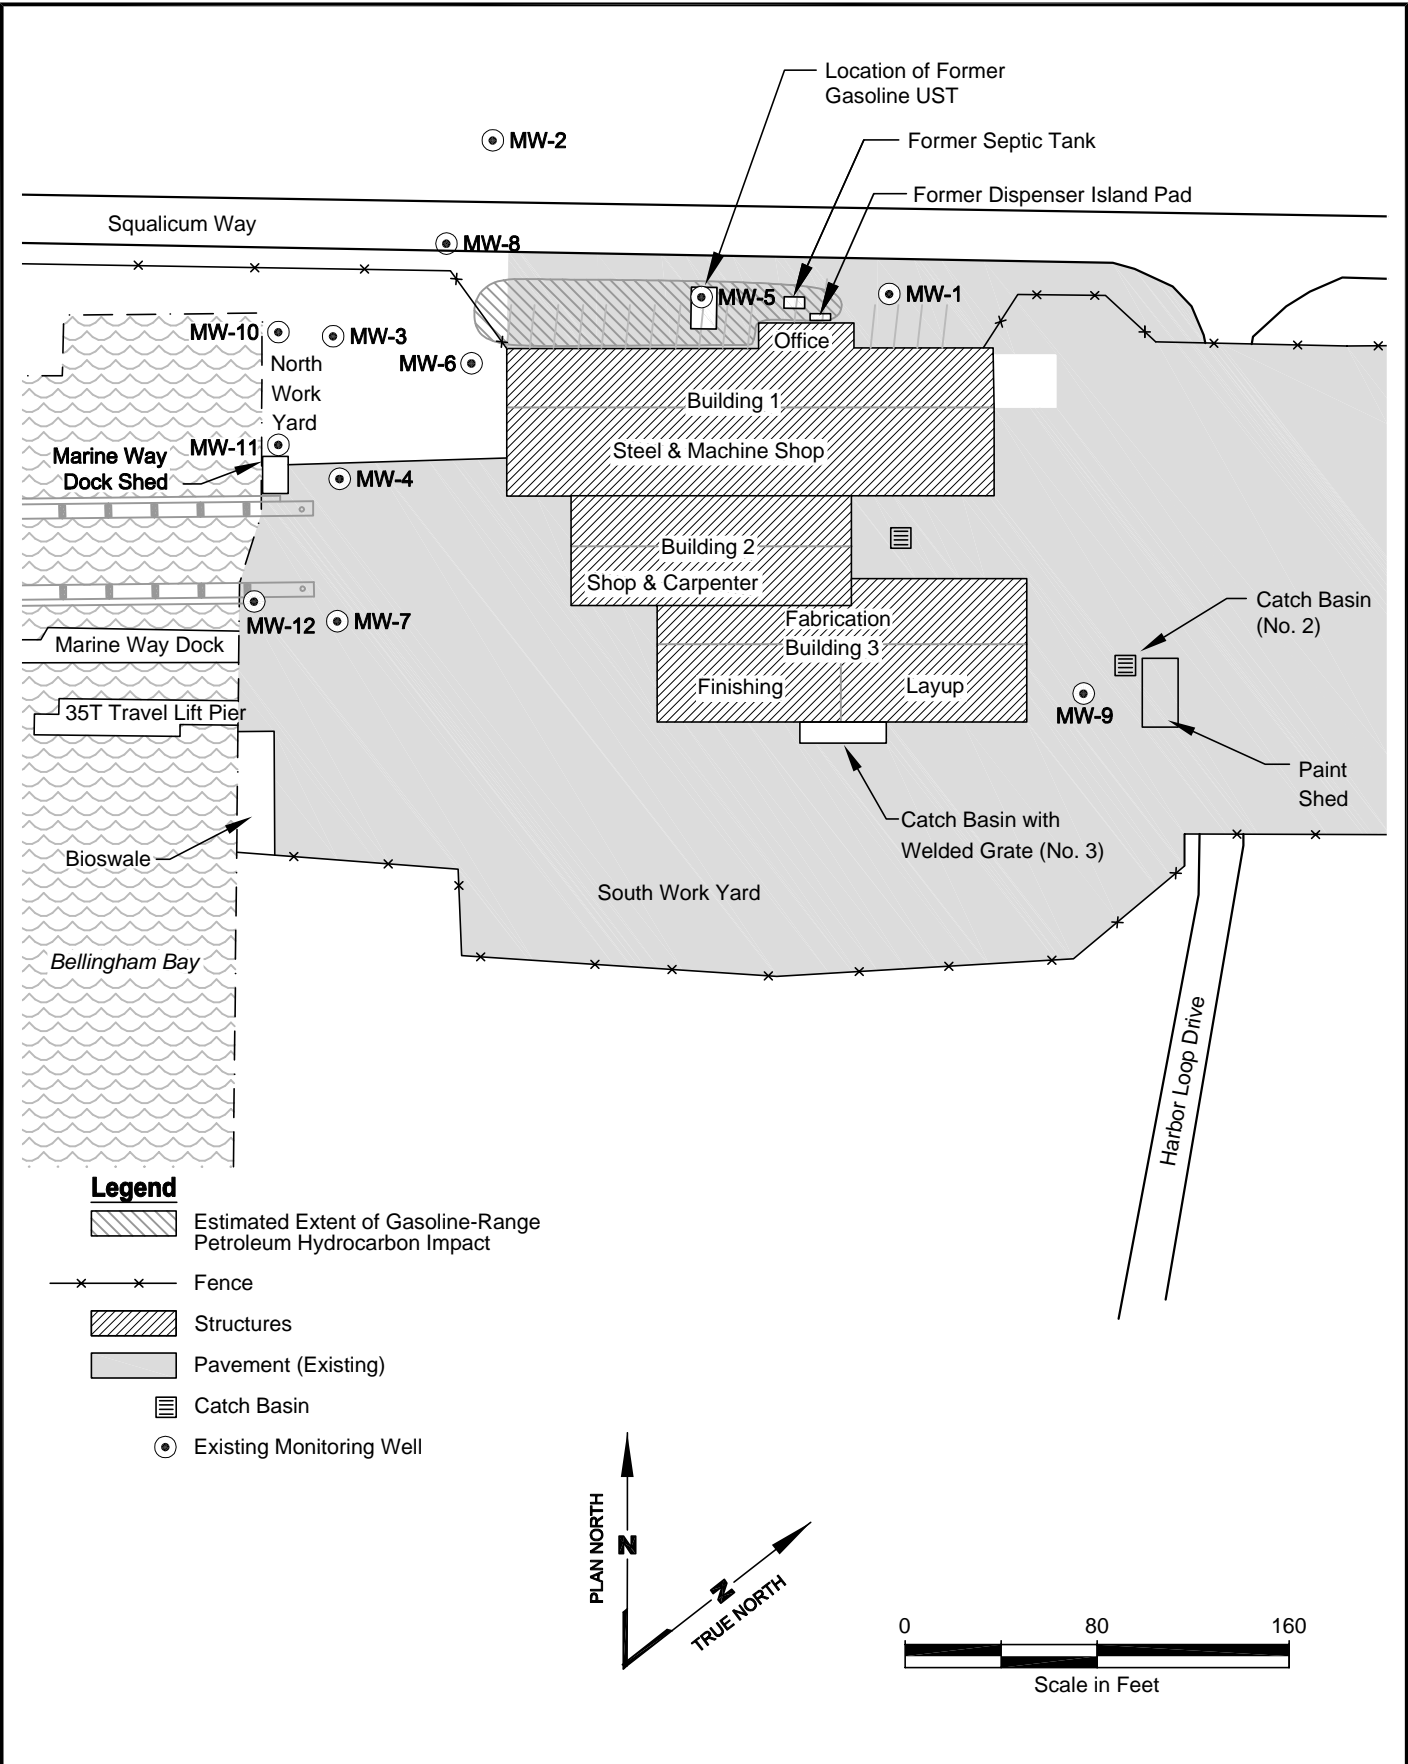 Location of Former
Gasoline UST
MW-2
Former Septic Tank
Former Dispenser Island Pad
Squalicum Way
MW-8
MW-5
MW-1
MW-10
MW-3
Office
MW-6
North
Work
Yard
Building 1
MW-11
Steel & Machine Shop
Marine Way
Dock Shed
MW-4
Building 2
Shop & Carpenter
Catch Basin
(No. 2)
MW-12
MW-7
Fabrication
Building 3
Marine Way Dock
Finishing
Layup
35T Travel Lift Pier
MW-9
Paint
Shed
Catch Basin with
Welded Grate (No. 3)
Bioswale
South Work Yard
Bellingham Bay
Harbor Loop Drive
Legend
Estimated Extent of Gasoline-Range
Petroleum Hydrocarbon Impact
Fence
Structures
Pavement (Existing)
Catch Basin
Existing Monitoring Well
PLAN NORTH
N
N
TRUE NORTH
0 80 160
Scale in Feet